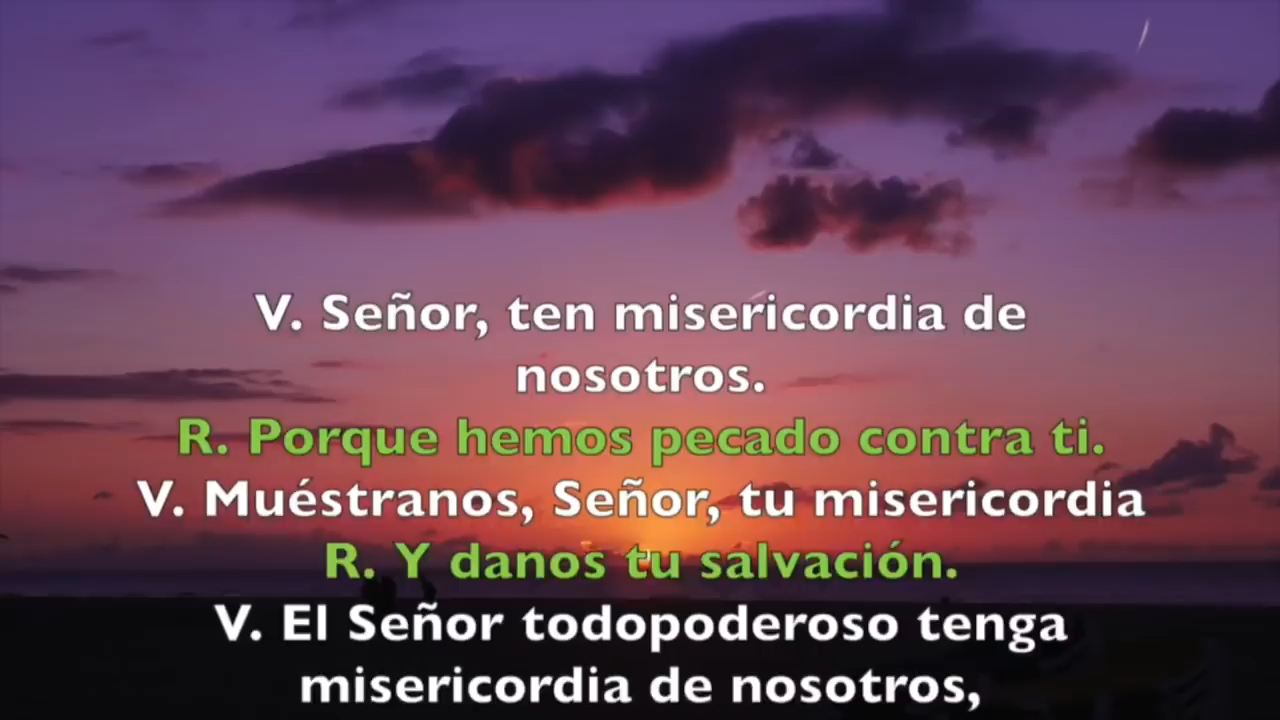 V. Señor, ten misericordia de
nosotros.
R. Porque hemos pecado contra ti.
V. Muéstranos, Señor, tu misericordia
R. Y danos tu salvación.
V. El Señor todopoderoso tenga
misericordia de nosotros,